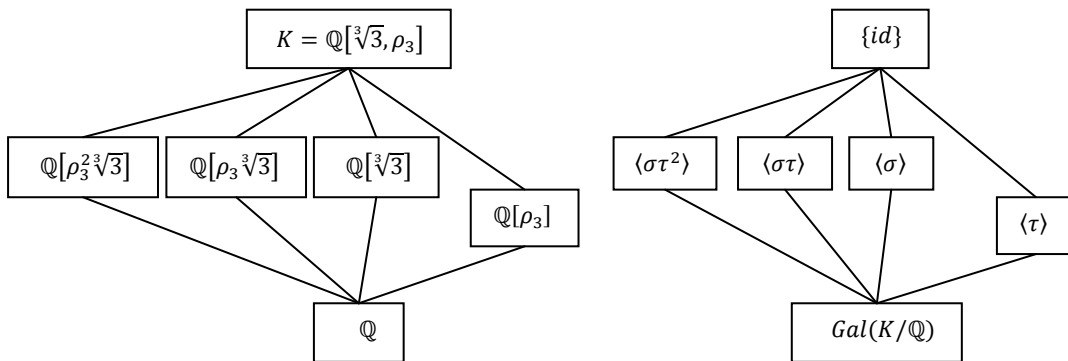 K = ℚ[∛3, ρ₃]
{id}
ℚ[ρ₃²∛3]
ℚ[ρ₃∛3]
ℚ[∛3]
ℚ[ρ₃]
⟨στ²⟩
⟨στ⟩
⟨σ⟩
⟨τ⟩
ℚ
Gal(K/ℚ)